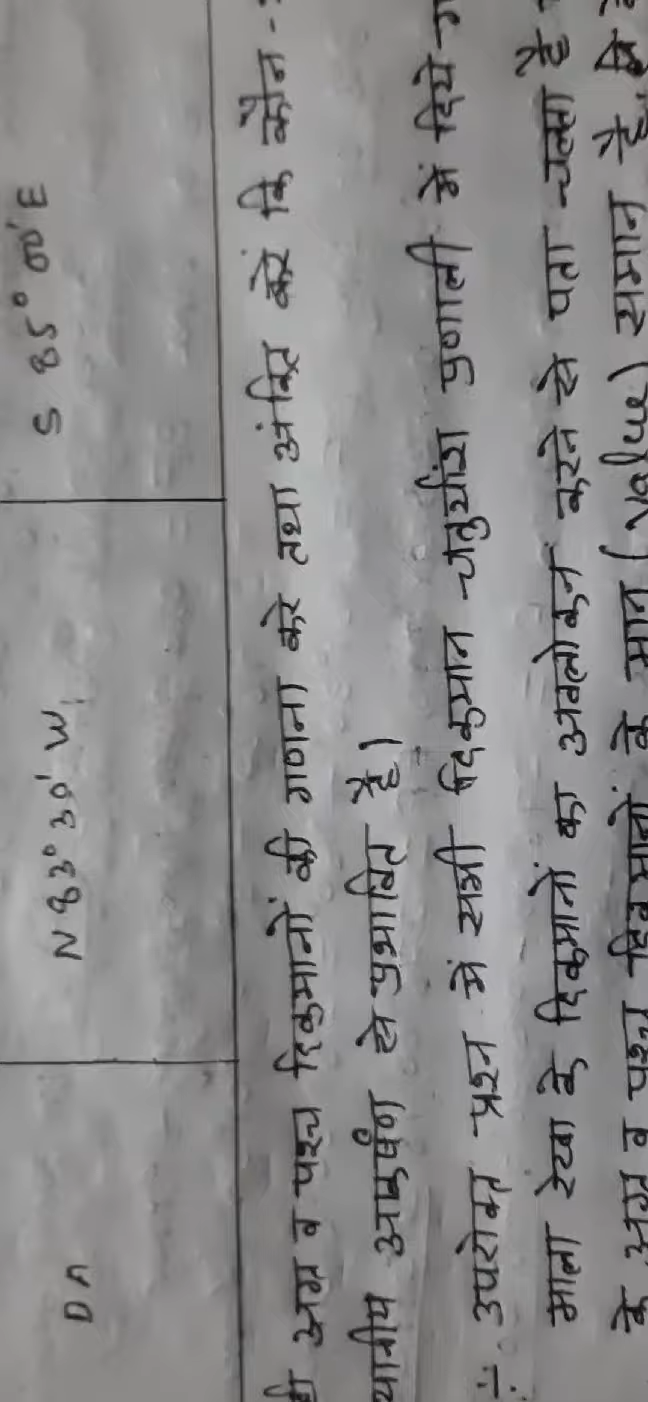 DA N 83° 30' W S 85° 00' E
अग्र व पश्च दिक्मानों की गणना करे तथा अंकित करें कि कौन -
आकर्षण से प्रभावित है।
उपरोक्त प्रश्न में सभी दिक्मान चतुर्थांश प्रणाली में दिये
माला रेखा के दिक्मानों का अवलोकन करने से पता चलता है
के अग्र व पश्च दिक्मानों के मान (Value) समान है,